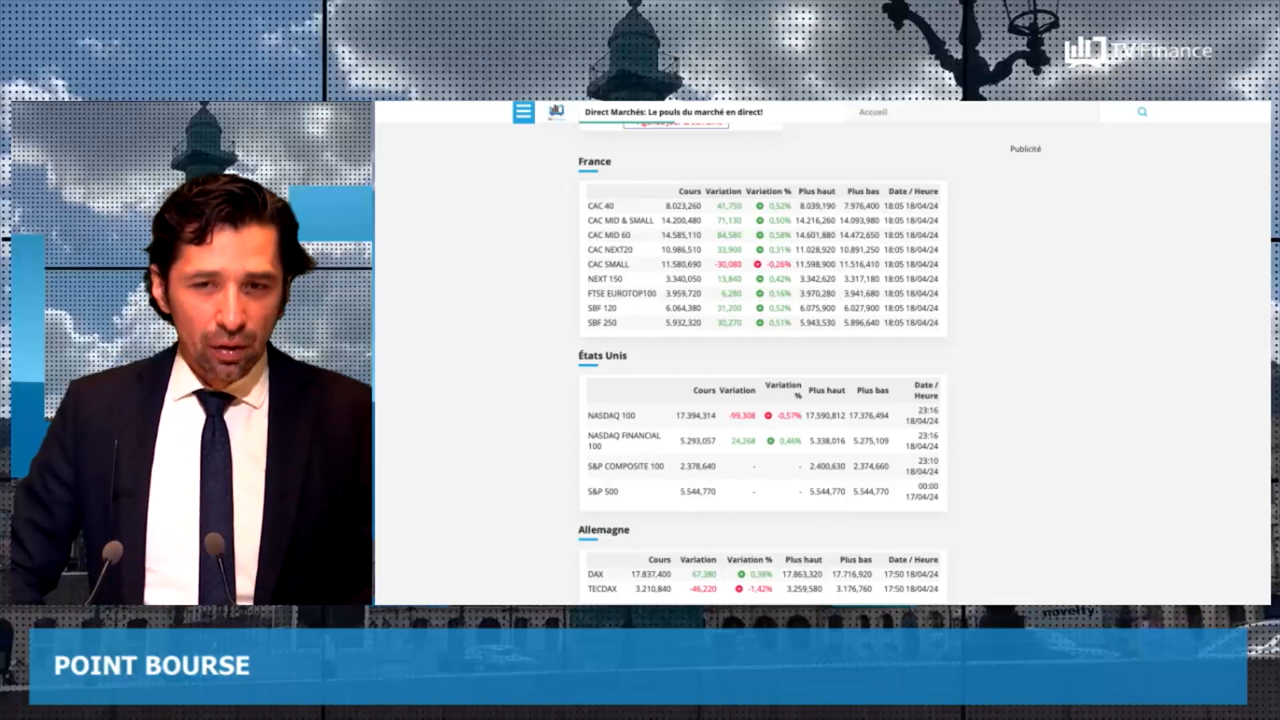 TVFinance
Direct Marchés: Le pouls du marché en direct!
Accueil
Publicité
France
Cours Variation Variation % Plus haut Plus bas Date / Heure
CAC 40 8.023,260 41,750 0,52% 8.039,190 7.976,400 18:05 18/04/24
CAC MID & SMALL 14.200,480 71,130 0,50% 14.216,260 14.093,980 18:05 18/04/24
CAC MID 60 14.585,110 84,580 0,58% 14.601,880 14.472,650 18:05 18/04/24
CAC NEXT20 10.986,510 33,900 0,31% 11.028,920 10.891,250 18:05 18/04/24
CAC SMALL 11.580,690 -30,080 -0,26% 11.598,900 11.516,410 18:05 18/04/24
NEXT 150 3.340,050 13,840 0,42% 3.342,620 3.317,180 18:05 18/04/24
FTSE EUROTOP100 3.959,720 6,280 0,16% 3.970,280 3.941,680 18:05 18/04/24
SBF 120 6.064,380 31,200 0,52% 6.075,900 6.027,900 18:05 18/04/24
SBF 250 5.932,320 30,270 0,51% 5.943,530 5.896,640 18:05 18/04/24
États Unis
Cours Variation Variation % Plus haut Plus bas Date / Heure
NASDAQ 100 17.394,314 -99,308 -0,57% 17.590,812 17.376,494 23:16 18/04/24
NASDAQ FINANCIAL 100 5.293,057 24,268 0,46% 5.338,016 5.275,109 23:16 18/04/24
S&P COMPOSITE 100 2.378,640 - - 2.400,630 2.374,660 23:10 18/04/24
S&P 500 5.544,770 - - 5.544,770 5.544,770 00:00 17/04/24
Allemagne
Cours Variation Variation % Plus haut Plus bas Date / Heure
DAX 17.837,400 67,380 0,38% 17.863,320 17.716,920 17:50 18/04/24
TECDAX 3.210,840 -46,220 -1,42% 3.259,580 3.176,760 17:50 18/04/24
novelty
POINT BOURSE